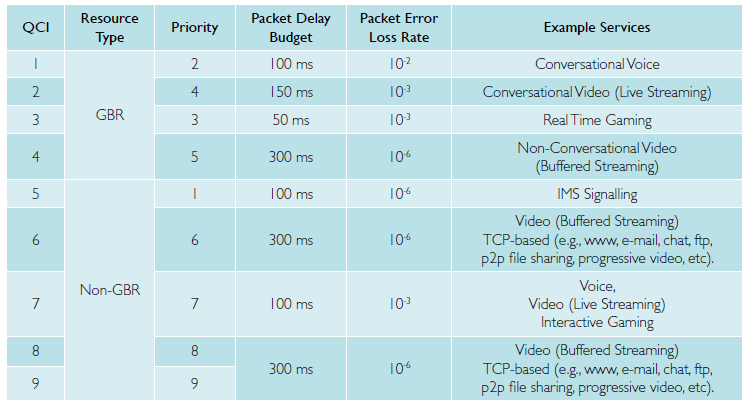 QCI Resource Type Priority Packet Delay Budget Packet Error Loss Rate Example Services
1 GBR 2 100 ms 10-2 Conversational Voice
2 4 150 ms 10-3 Conversational Video (Live Streaming)
3 3 50 ms 10-3 Real Time Gaming
4 5 300 ms 10-6 Non-Conversational Video
(Buffered Streaming)
5 Non-GBR 1 100 ms 10-6 IMS Signalling
6 6 300 ms 10-6 Video (Buffered Streaming)
TCP-based (e.g., www, e-mail, chat, ftp,
p2p file sharing, progressive video, etc).
7 7 100 ms 10-3 Voice,
Video (Live Streaming)
Interactive Gaming
8 8 300 ms 10-6 Video (Buffered Streaming)
TCP-based (e.g., www, e-mail, chat, ftp,
9 9 p2p file sharing, progressive video, etc).